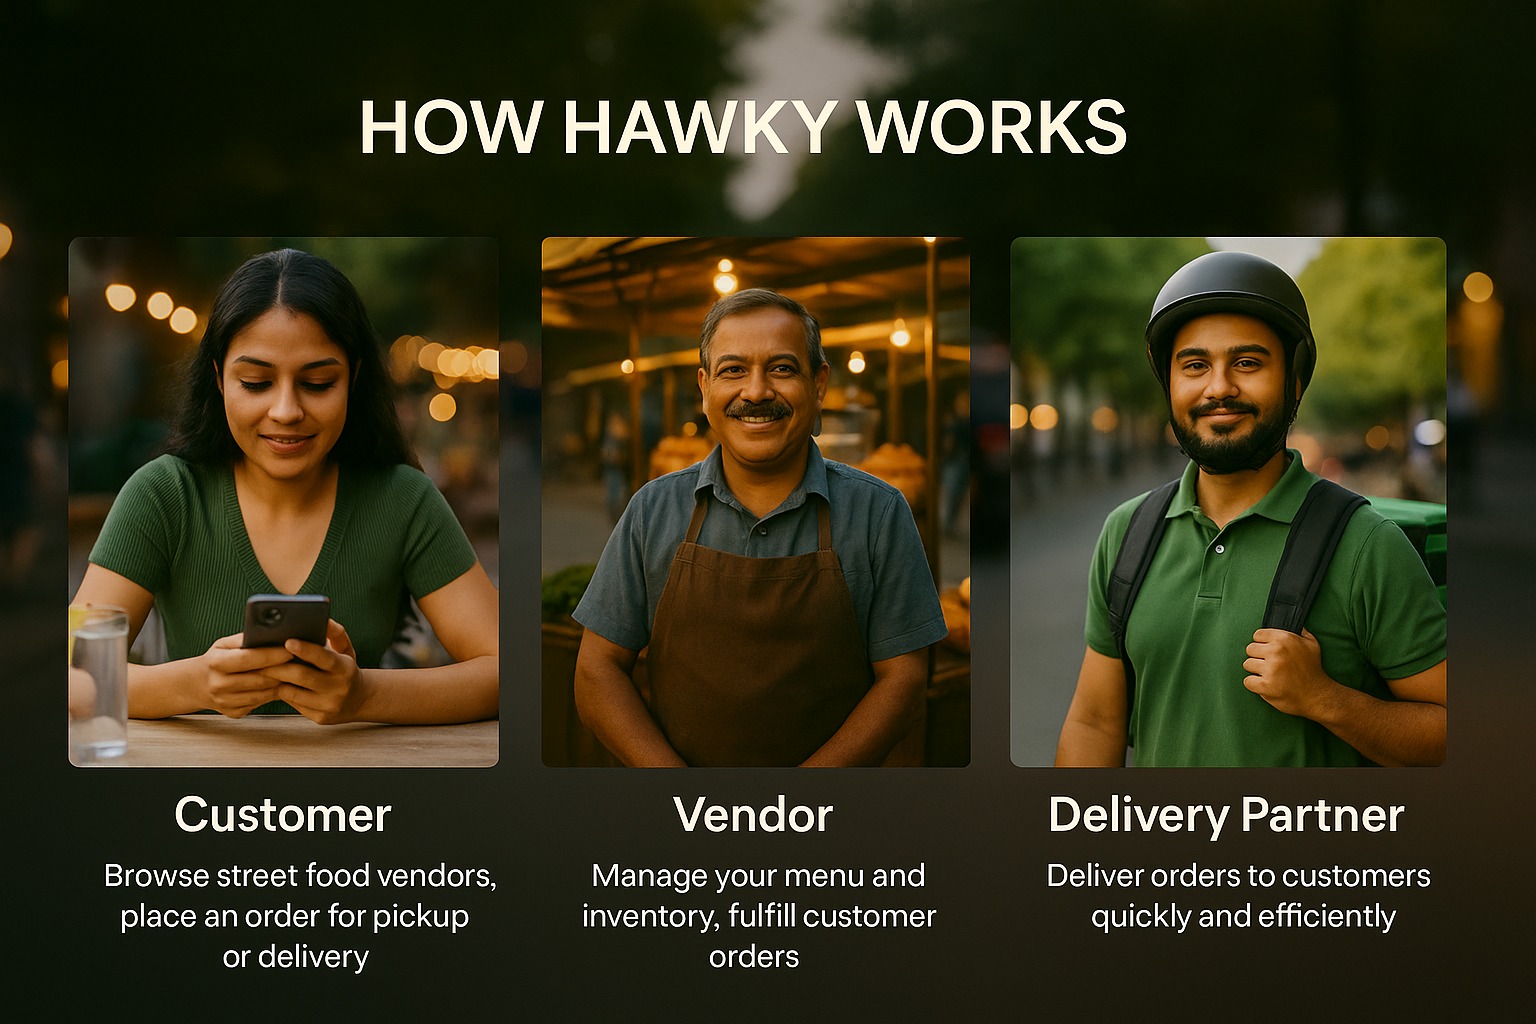 HOW HAWKY WORKS
Customer
Browse street food vendors,
place an order for pickup
or delivery
Vendor
Manage your menu and
inventory, fulfill customer
orders
Delivery Partner
Deliver orders to customers
quickly and efficiently